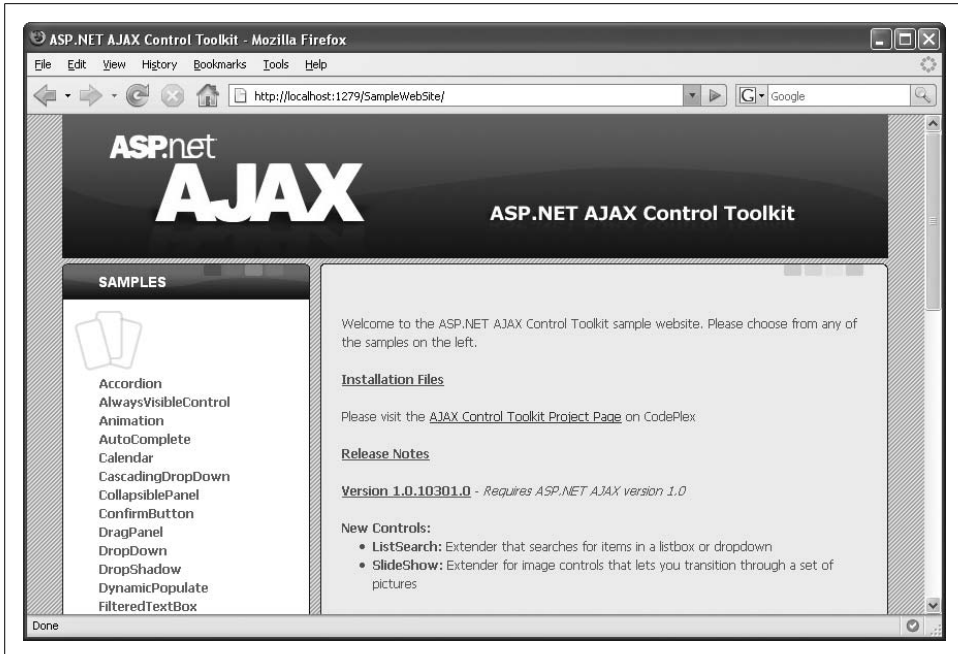 ASP.NET AJAX Control Toolkit - Mozilla Firefox
File Edit View History Bookmarks Tools Help
http://localhost:1279/SampleWebSite/
G Google
ASP.net
AJAX
ASP.NET AJAX Control Toolkit
SAMPLES
Accordion
AlwaysVisibleControl
Animation
AutoComplete
Calendar
CascadingDropDown
CollapsiblePanel
ConfirmButton
DragPanel
DropDown
DropShadow
DynamicPopulate
FilteredTextBox
Welcome to the ASP.NET AJAX Control Toolkit sample website. Please choose from any of
the samples on the left.
Installation Files
Please visit the AJAX Control Toolkit Project Page on CodePlex
Release Notes
Version 1.0.10301.0 - Requires ASP.NET AJAX version 1.0
New Controls:
• ListSearch: Extender that searches for items in a listbox or dropdown
• SlideShow: Extender for image controls that lets you transition through a set of
pictures
Done